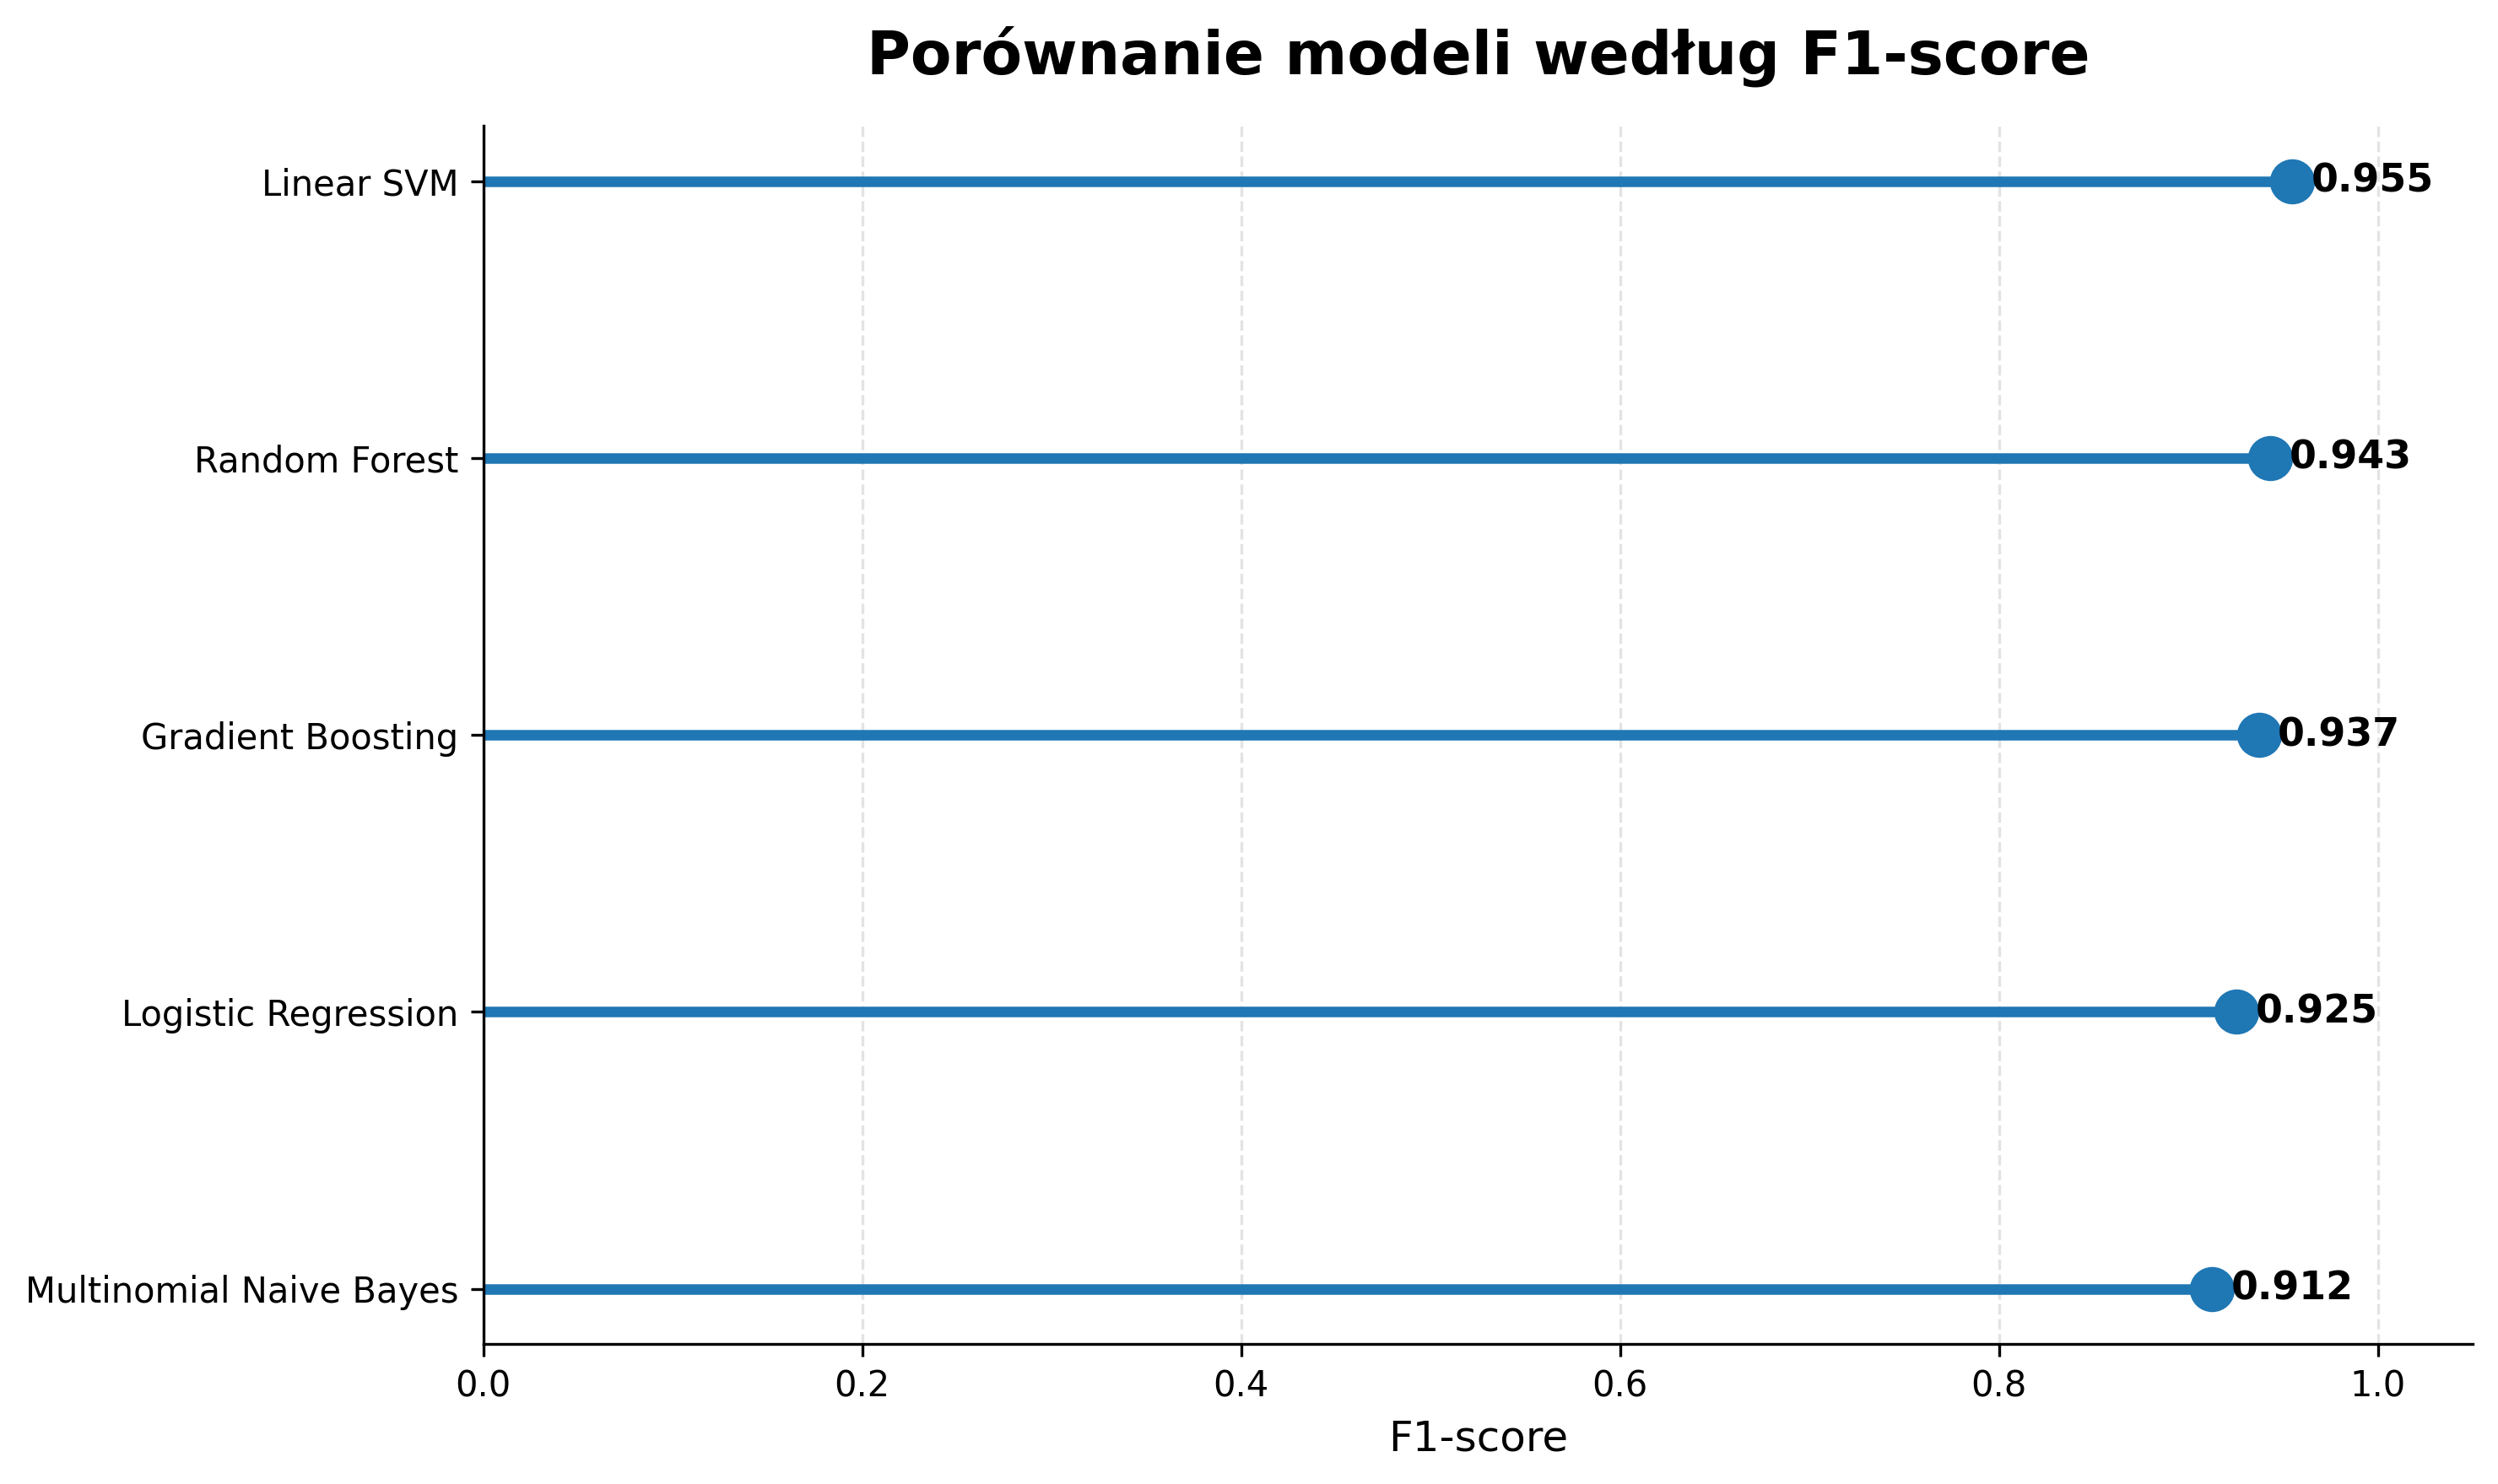 Porównanie modeli według F1-score
Linear SVM
0.955
Random Forest
0.943
Gradient Boosting
0.937
Logistic Regression
0.925
Multinomial Naive Bayes
0.912
0.0 0.2 0.4 0.6 0.8 1.0
F1-score